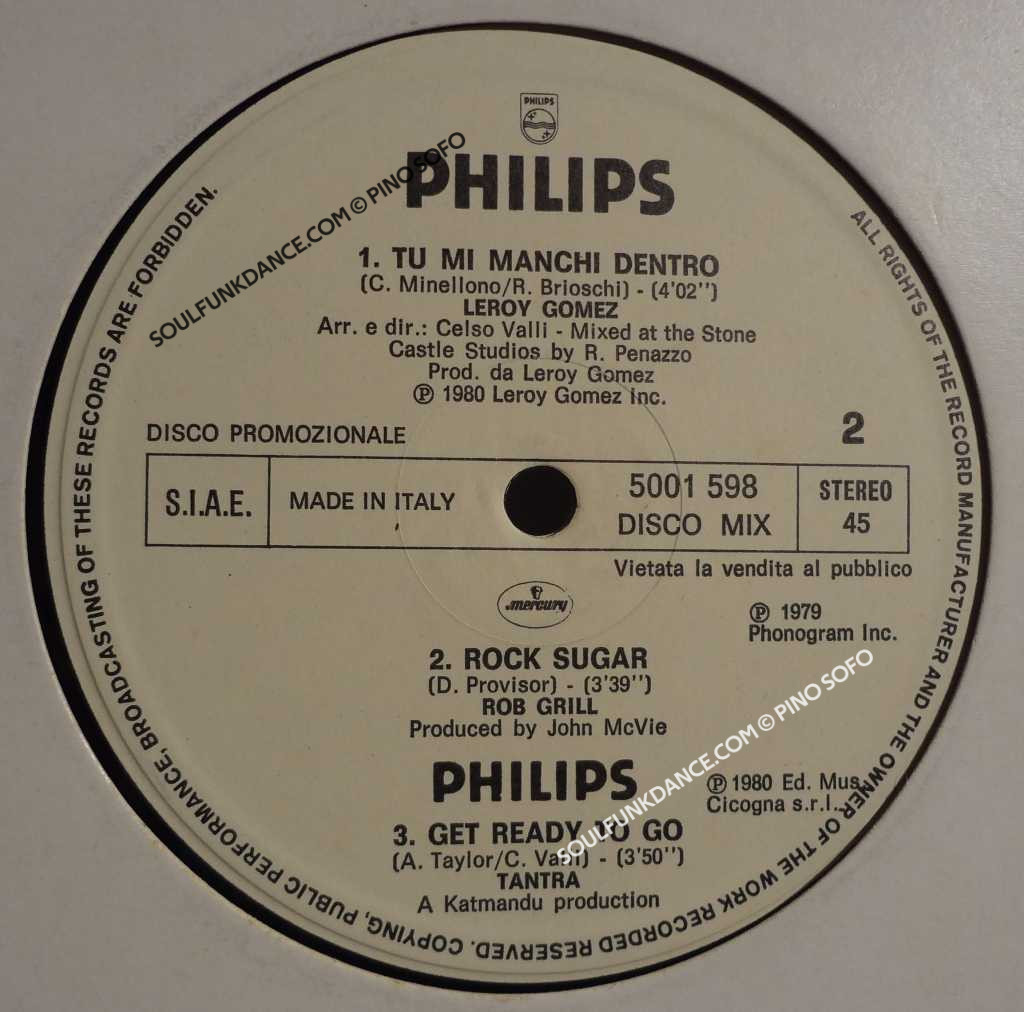 PHILIPS
PHILIPS
1. TU MI MANCHI DENTRO
(C. Minellono/R. Brioschi) - (4'02")
LEROY GOMEZ
Arr. e dir.: Celso Valli - Mixed at the Stone
Castle Studios by R. Penazzo
Prod. da Leroy Gomez
℗ 1980 Leroy Gomez Inc.
DISCO PROMOZIONALE
2
S.I.A.E.
MADE IN ITALY
5001 598
DISCO MIX
STEREO
45
Vietata la vendita al pubblico
mercury
℗ 1979
Phonogram Inc.
2. ROCK SUGAR
(D. Provisor) - (3'39")
ROB GRILL
Produced by John McVie
PHILIPS
℗ 1980 Ed. Mus.
Cicogna s.r.l.
3. GET READY TO GO
(A. Taylor/C. Valli) - (3'50")
TANTRA
A Katmandu production
ALL RIGHTS OF THE RECORD MANUFACTURER AND THE OWNER OF THE WORK RECORDED RESERVED. COPYING, PUBLIC PERFORMANCE, BROADCASTING OF THESE RECORDS ARE FORBIDDEN.
SOULFUNKDANCE.COM © PINO SOFO
SOULFUNKDANCE.COM © PINO SOFO